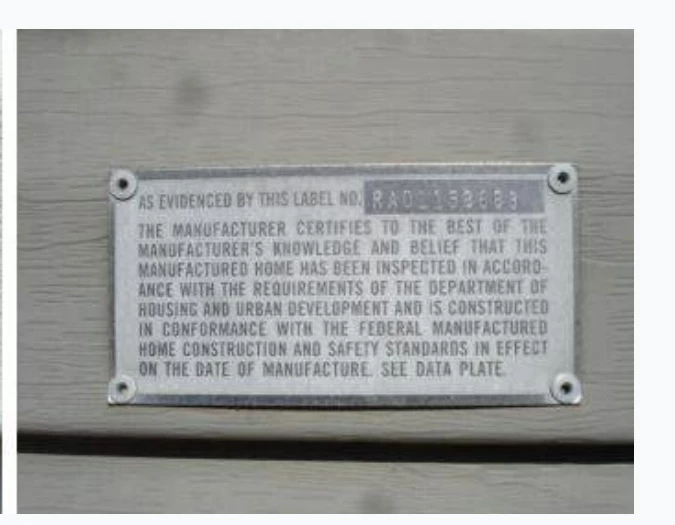 AS EVIDENCED BY THIS LABEL NO.
THE MANUFACTURER CERTIFIES TO THE BEST OF THE
MANUFACTURER'S KNOWLEDGE AND BELIEF THAT THIS
MANUFACTURED HOME HAS BEEN INSPECTED IN ACCORD-
ANCE WITH THE REQUIREMENTS OF THE DEPARTMENT OF
HOUSING AND URBAN DEVELOPMENT AND IS CONSTRUCTED
IN CONFORMANCE WITH THE FEDERAL MANUFACTURED
HOME CONSTRUCTION AND SAFETY STANDARDS IN EFFECT
ON THE DATE OF MANUFACTURE. SEE DATA PLATE.